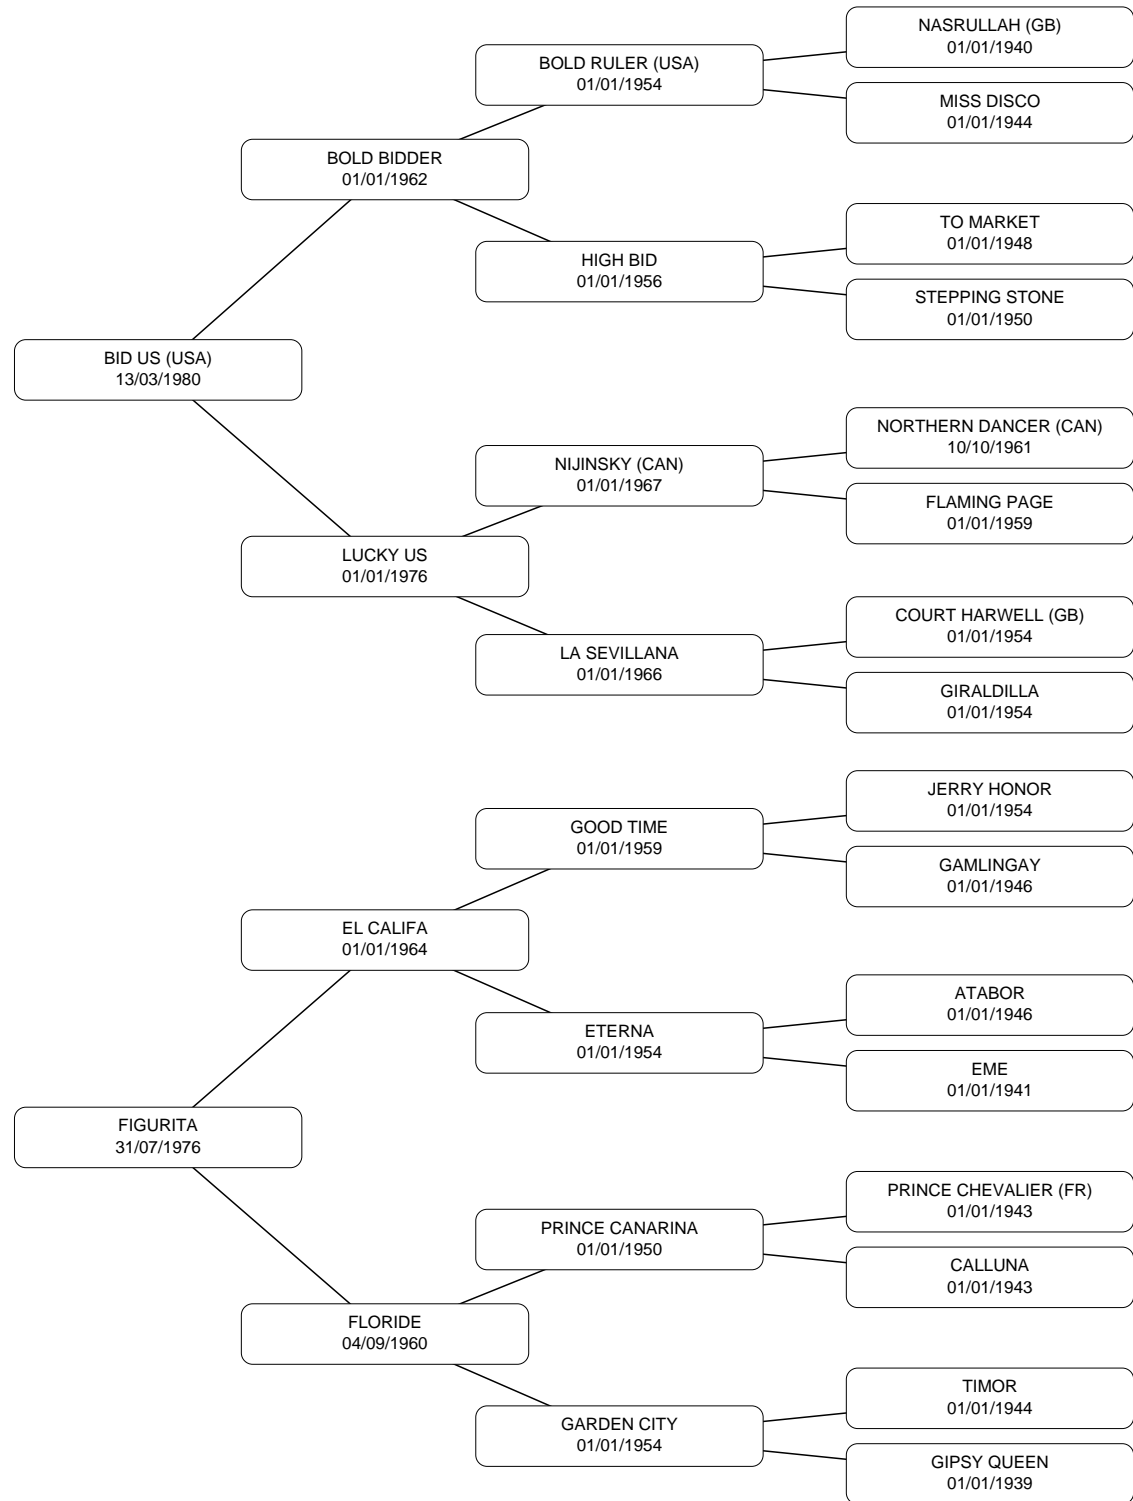 NASRULLAH (GB)
01/01/1940
BOLD RULER (USA)
01/01/1954
MISS DISCO
01/01/1944
BOLD BIDDER
01/01/1962
TO MARKET
01/01/1948
HIGH BID
01/01/1956
STEPPING STONE
01/01/1950
BID US (USA)
13/03/1980
NORTHERN DANCER (CAN)
10/10/1961
NIJINSKY (CAN)
01/01/1967
FLAMING PAGE
01/01/1959
LUCKY US
01/01/1976
COURT HARWELL (GB)
01/01/1954
LA SEVILLANA
01/01/1966
GIRALDILLA
01/01/1954
JERRY HONOR
01/01/1954
GOOD TIME
01/01/1959
GAMLINGAY
01/01/1946
EL CALIFA
01/01/1964
ATABOR
01/01/1946
ETERNA
01/01/1954
EME
01/01/1941
FIGURITA
31/07/1976
PRINCE CHEVALIER (FR)
01/01/1943
PRINCE CANARINA
01/01/1950
CALLUNA
01/01/1943
FLORIDE
04/09/1960
TIMOR
01/01/1944
GARDEN CITY
01/01/1954
GIPSY QUEEN
01/01/1939